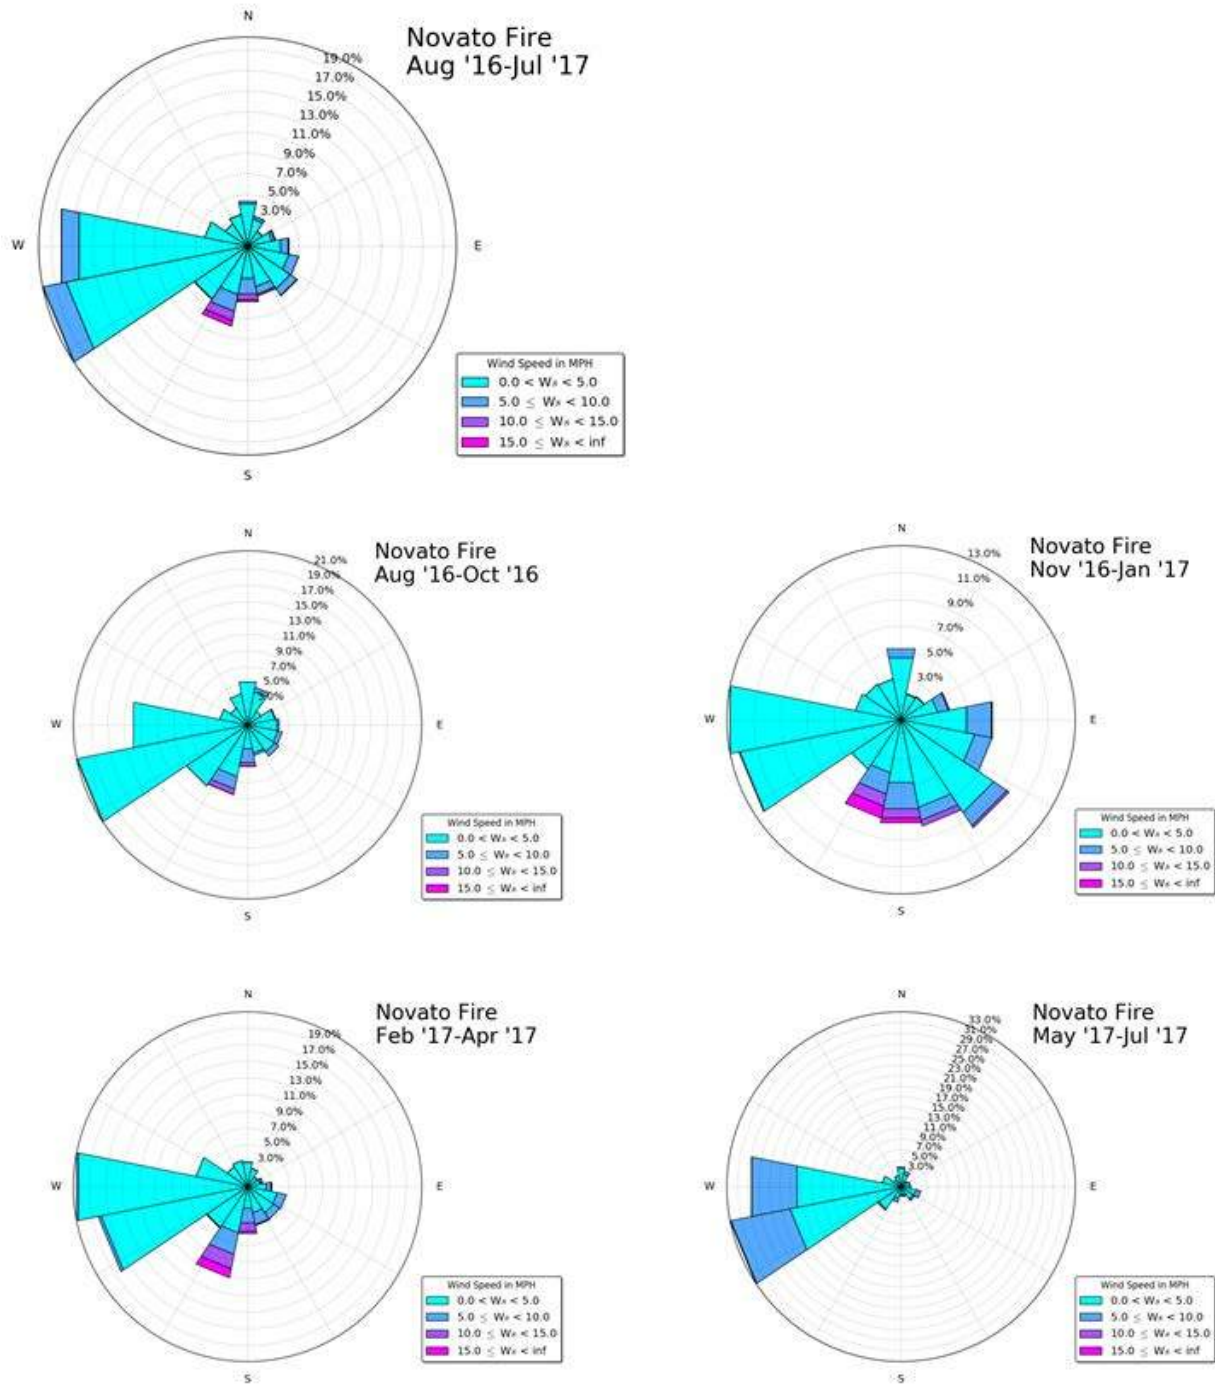 N
Novato Fire
Aug '16-Jul '17
19.0%
17.0%
15.0%
13.0%
11.0%
9.0%
7.0%
5.0%
3.0%
W
E
S
Wind Speed in MPH
0.0 < Ws < 5.0
5.0 ≤ Ws < 10.0
10.0 ≤ Ws < 15.0
15.0 ≤ Ws < inf
N
Novato Fire
Aug '16-Oct '16
21.0%
19.0%
17.0%
15.0%
13.0%
11.0%
9.0%
7.0%
5.0%
3.0%
W
E
S
Wind Speed in MPH
0.0 < Ws < 5.0
5.0 ≤ Ws < 10.0
10.0 ≤ Ws < 15.0
15.0 ≤ Ws < inf
N
Novato Fire
Nov '16-Jan '17
13.0%
11.0%
9.0%
7.0%
5.0%
3.0%
W
E
S
Wind Speed in MPH
0.0 < Ws < 5.0
5.0 ≤ Ws < 10.0
10.0 ≤ Ws < 15.0
15.0 ≤ Ws < inf
N
Novato Fire
Feb '17-Apr '17
19.0%
17.0%
15.0%
13.0%
11.0%
9.0%
7.0%
5.0%
3.0%
W
E
S
Wind Speed in MPH
0.0 < Ws < 5.0
5.0 ≤ Ws < 10.0
10.0 ≤ Ws < 15.0
15.0 ≤ Ws < inf
N
Novato Fire
May '17-Jul '17
33.0%
31.0%
29.0%
27.0%
25.0%
23.0%
21.0%
19.0%
17.0%
15.0%
13.0%
11.0%
9.0%
7.0%
5.0%
3.0%
W
E
S
Wind Speed in MPH
0.0 < Ws < 5.0
5.0 ≤ Ws < 10.0
10.0 ≤ Ws < 15.0
15.0 ≤ Ws < inf